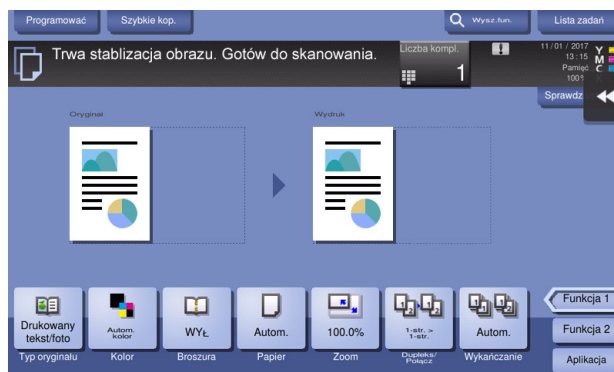 Programować
Szybkie kop.
Wysz.fun.
Lista zadań
Trwa stablizacja obrazu. Gotów do skanowania.
Liczba kompl.
1
11/01 / 2017
13:15
Pamięć
100%
Y
M
C
Sprawdz
Oryginał
Wydruk
Funkcja 1
Drukowany
tekst/foto
Autom.
kolor
WYŁ
Autom.
100.0%
1-str. >
1-str.
Autom.
Funkcja 2
Typ oryginału
Kolor
Broszura
Papier
Zoom
Dupleks/
Połącz
Wykańczanie
Aplikacja